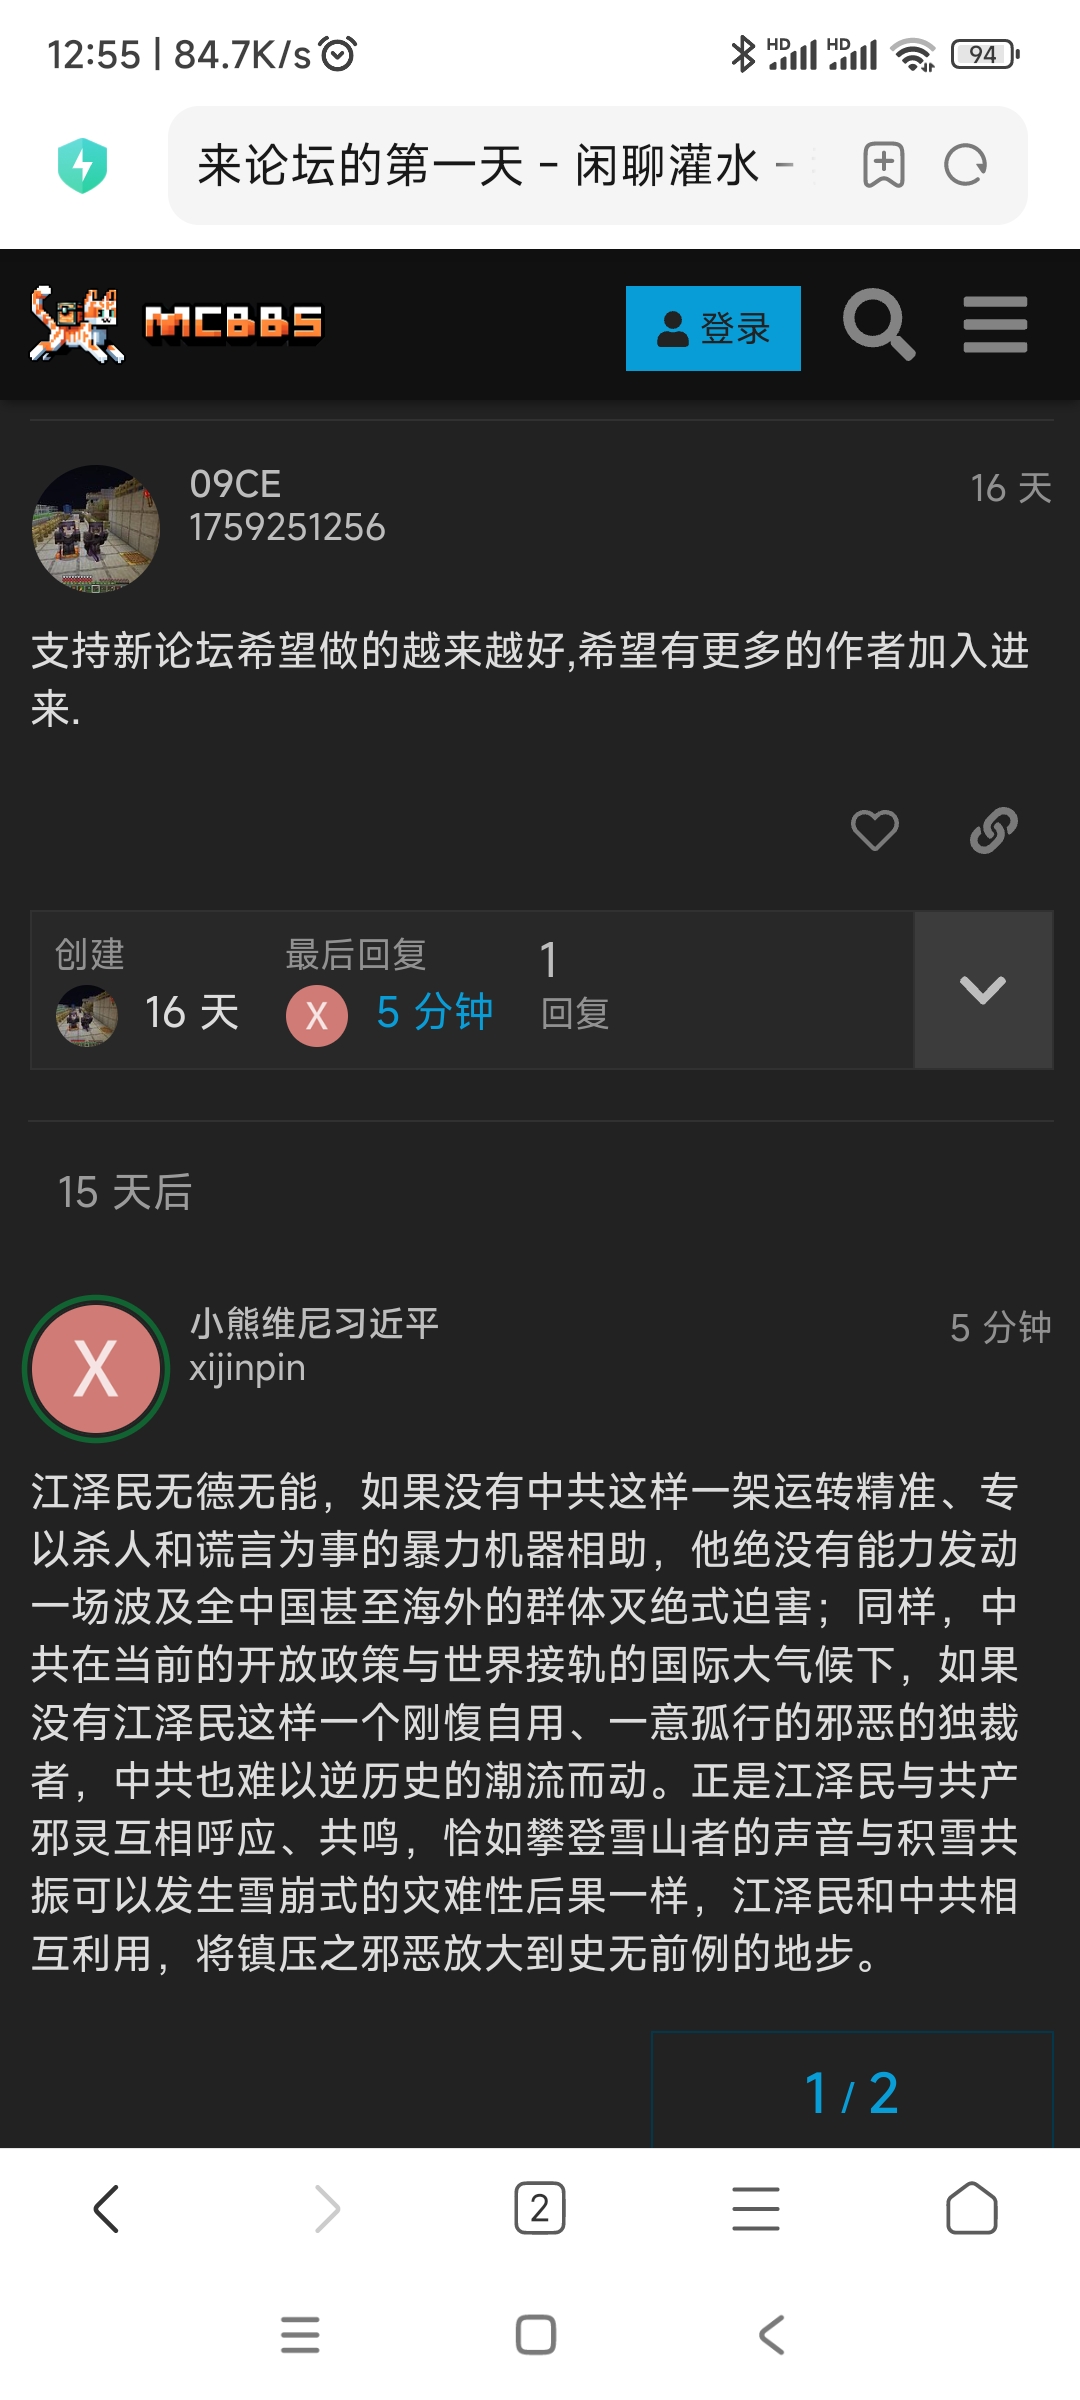 12:55 | 84.7K/s
HD HD 94
来论坛的第一天 - 闲聊灌水 -
MCBBS
登录
09CE
16 天
1759251256
支持新论坛希望做的越来越好,希望有更多的作者加入进
来.
创建
最后回复
1
16 天
X
5 分钟
回复
15 天后
X
小熊维尼习近平
5 分钟
xijinpin
江泽民无德无能，如果没有中共这样一架运转精准、专
以杀人和谎言为事的暴力机器相助，他绝没有能力发动
一场波及全中国甚至海外的群体灭绝式迫害；同样，中
共在当前的开放政策与世界接轨的国际大气候下，如果
没有江泽民这样一个刚愎自用、一意孤行的邪恶的独裁
者，中共也难以逆历史的潮流而动。正是江泽民与共产
邪灵互相呼应、共鸣，恰如攀登雪山者的声音与积雪共
振可以发生雪崩式的灾难性后果一样，江泽民和中共相
互利用，将镇压之邪恶放大到史无前例的地步。
1 / 2
2